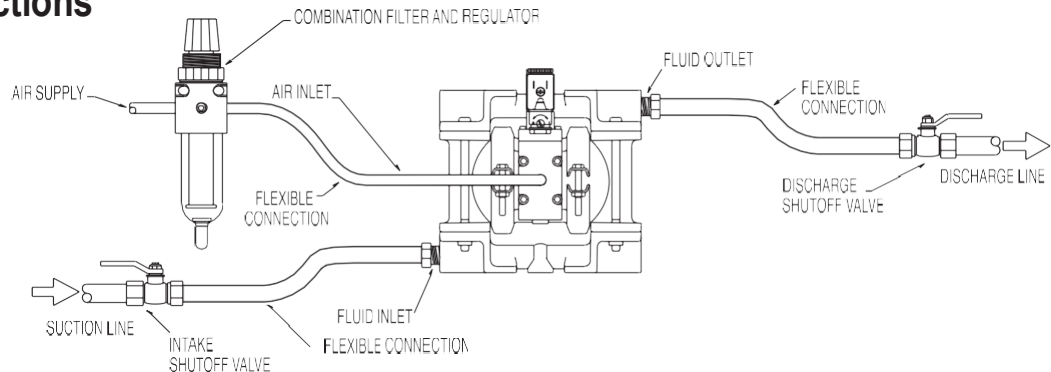 COMBINATION FILTER AND REGULATOR
AIR SUPPLY
AIR INLET
FLEXIBLE
CONNECTION
FLUID OUTLET
FLEXIBLE
CONNECTION
DISCHARGE
SHUTOFF VALVE
DISCHARGE LINE
SUCTION LINE
INTAKE
SHUTOFF VALVE
FLUID INLET
FLEXIBLE CONNECTION